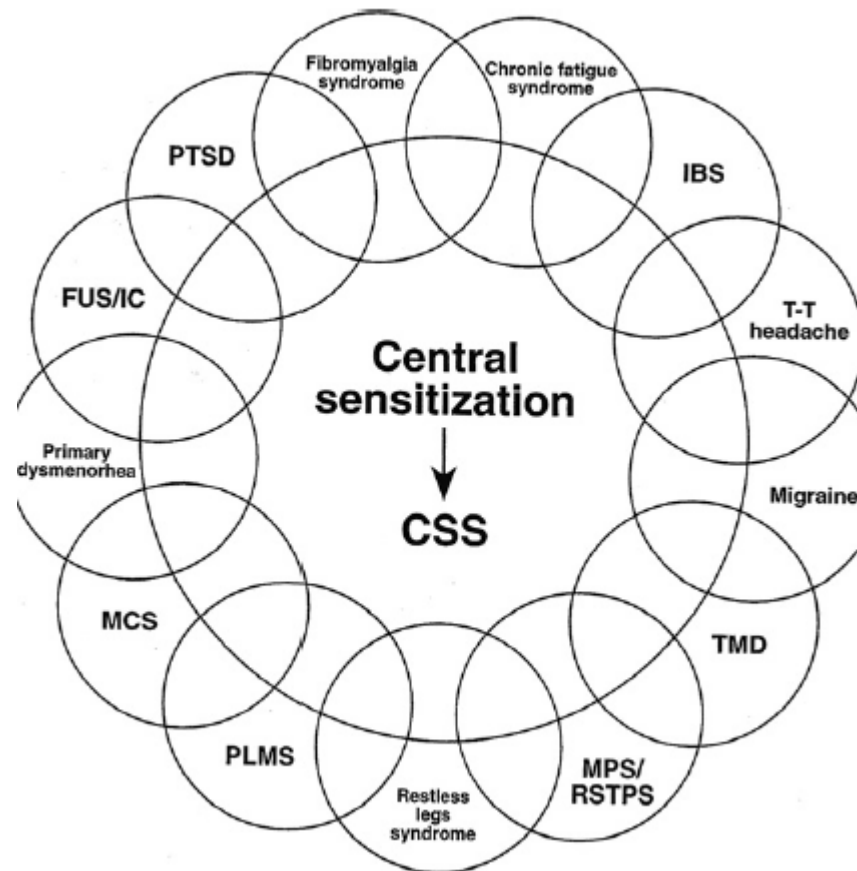 Fibromyalgia
syndrome
Chronic fatigue
syndrome
IBS
T-T
headache
Migraine
TMD
MPS/
RSTPS
Restless
legs
syndrome
PLMS
MCS
Primary
dysmenorhea
FUS/IC
PTSD
Central
sensitization
CSS